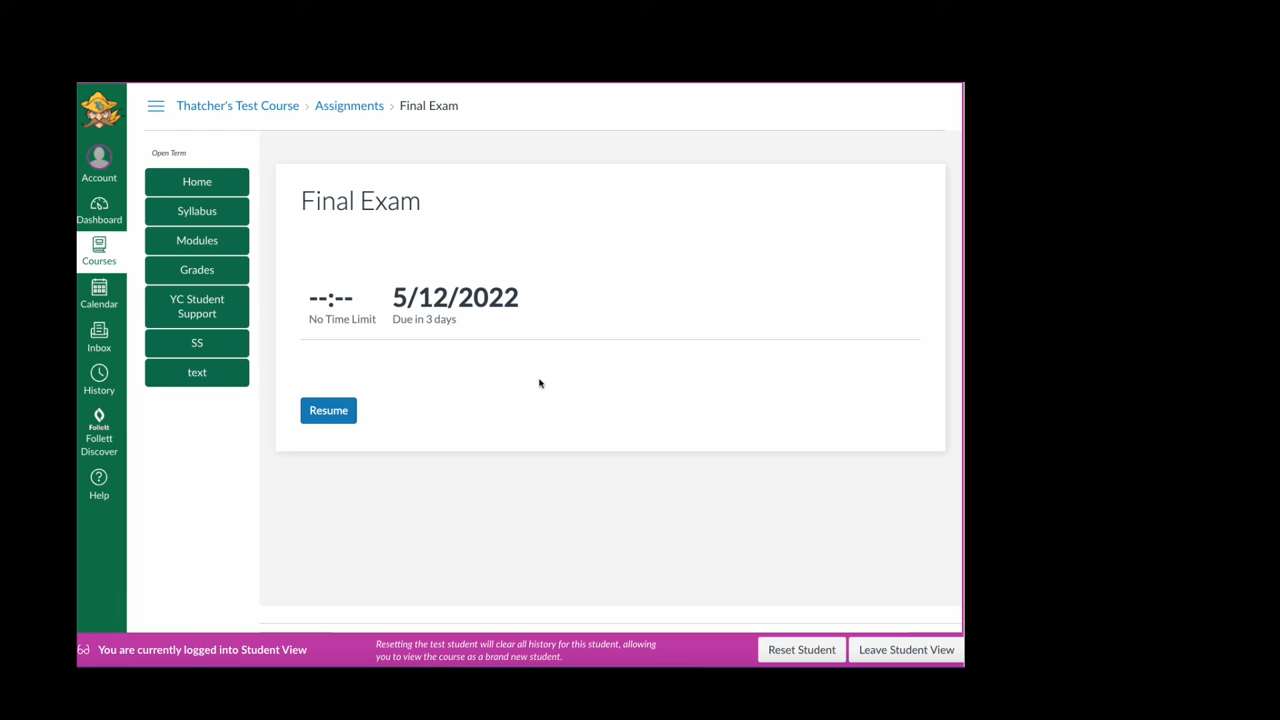 Thatcher's Test Course › Assignments › Final Exam
Open Term
Home
Syllabus
Modules
Grades
YC Student
Support
SS
text
Account
Dashboard
Courses
Calendar
Inbox
History
Follett
Follett
Discover
Help
Final Exam
--:-- 5/12/2022
No Time Limit Due in 3 days
Resume
You are currently logged into Student View
Resetting the test student will clear all history for this student, allowing
you to view the course as a brand new student.
Reset Student
Leave Student View